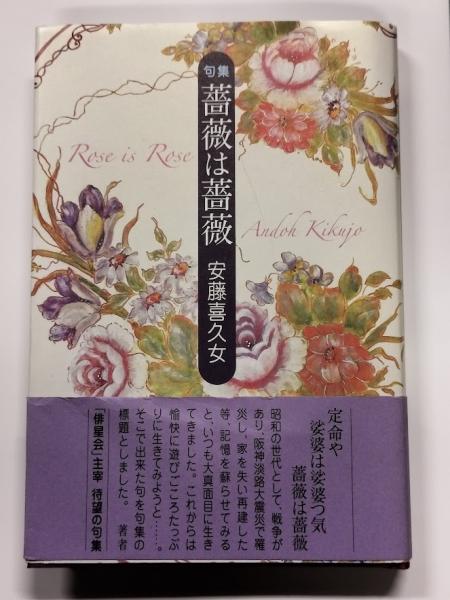 句集
薔薇は薔薇
安藤喜久女
Rose is Rose
Andoh Kikujo
定命や
娑婆は娑婆つ気
薔薇は薔薇
昭和の世代として、戦争が
あり、阪神淡路大震災で罹
災し、家を失い再建した
等、記憶を蘇らせてみる
と、いつも大真面目に生き
てきました。これからは
愉快に遊びごころたっぷ
りに生きてみようと……。
そこで出来た句を句集の
標題としました。
著者
「俳星会」主宰 待望の句集